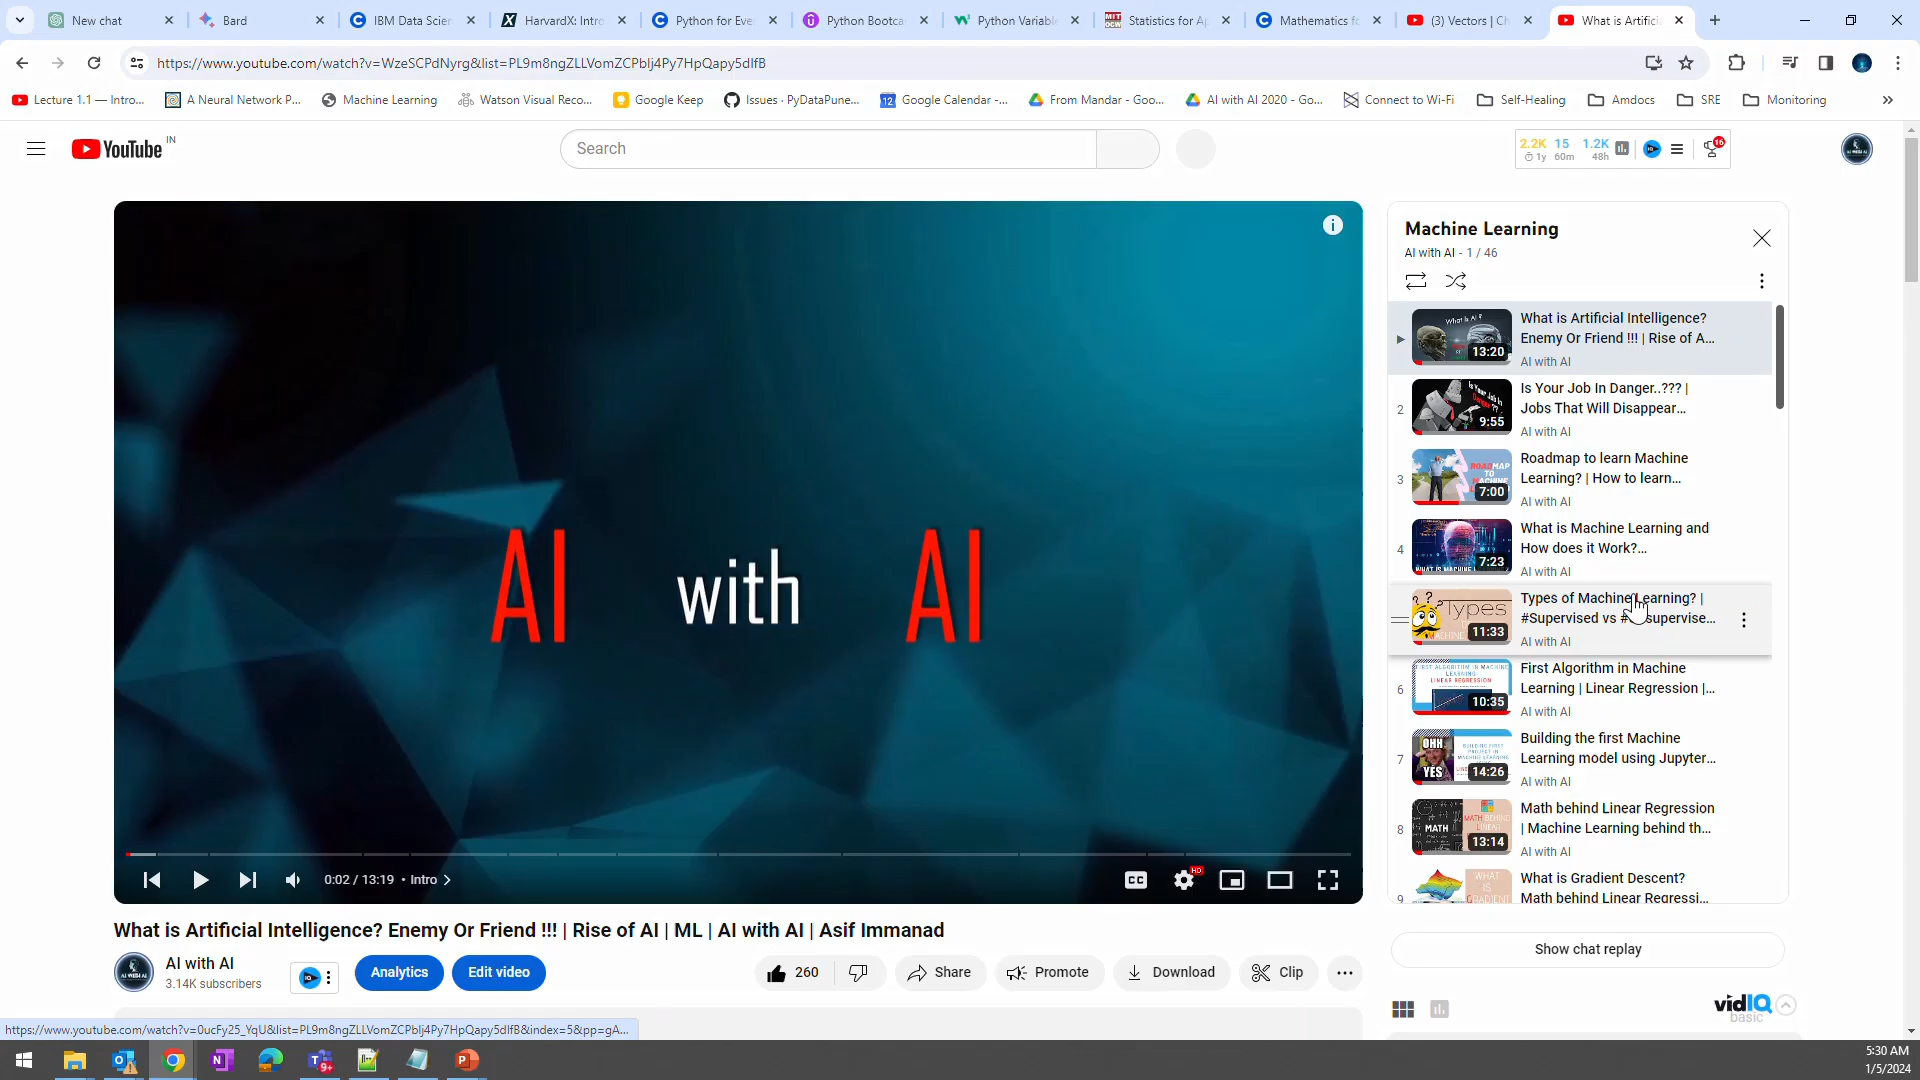 New chat
Bard
IBM Data Scien
HarvardX: Intro
Python for Eve
Python Bootca
Python Variabl
Statistics for Ap
Mathematics fo
(3) Vectors | Ch
What is Artifici
https://www.youtube.com/watch?v=WzeSCPdNyrg&list=PL9m8ngZLLVomZCPblj4Py7HpQapy5dIfB
Lecture 1.1 — Intro...
A Neural Network P...
Machine Learning
Watson Visual Reco...
Google Keep
Issues · PyDataPune...
Google Calendar -...
From Mandar - Goo...
AI with AI 2020 - Go...
Connect to Wi-Fi
Self-Healing
Amdocs
SRE
Monitoring
YouTube IN
Search
2.2K 15 1.2K
1y 60m 48h
16
AI with AI
0:02 / 13:19 • Intro
CC
HD
Machine Learning
AI with AI - 1 / 46
What is Artificial Intelligence?
Enemy Or Friend !!! | Rise of A...
AI with AI
13:20
2
Is Your Job In Danger..??? |
Jobs That Will Disappear...
AI with AI
9:55
3
Roadmap to learn Machine
Learning? | How to learn...
AI with AI
7:00
4
What is Machine Learning and
How does it Work?...
AI with AI
7:23
Types of Machine Learning? |
#Supervised vs # supervise...
AI with AI
11:33
6
First Algorithm in Machine
Learning | Linear Regression |...
AI with AI
10:35
7
Building the first Machine
Learning model using Jupyter...
AI with AI
14:26
8
Math behind Linear Regression
| Machine Learning behind th...
AI with AI
13:14
9
What is Gradient Descent?
Math behind Linear Regressi...
Show chat replay
vidIQ
basic
What is Artificial Intelligence? Enemy Or Friend !!! | Rise of AI | ML | AI with AI | Asif Immanad
AI with AI
3.14K subscribers
Analytics
Edit video
260
Share
Promote
Download
Clip
https://www.youtube.com/watch?v=0ucFy25_YqU&list=PL9m8ngZLLVomZCPblj4Py7HpQapy5dIfB&index=5&pp=gA...
5:30 AM
1/5/2024